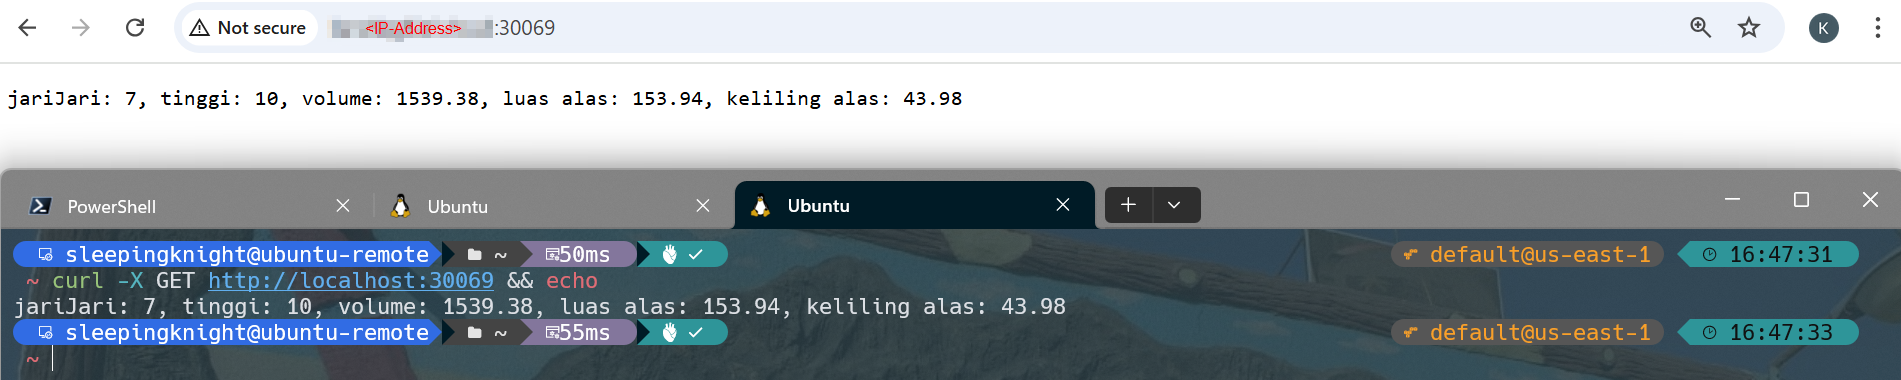 Not secure <IP-Address>:30069 K
jariJari: 7, tinggi: 10, volume: 1539.38, luas alas: 153.94, keliling alas: 43.98
PowerShell Ubuntu Ubuntu
sleepingknight@ubuntu-remote ~ 50ms default@us-east-1 16:47:31
~ curl -X GET http://localhost:30069 && echo
jariJari: 7, tinggi: 10, volume: 1539.38, luas alas: 153.94, keliling alas: 43.98
sleepingknight@ubuntu-remote ~ 55ms default@us-east-1 16:47:33
~